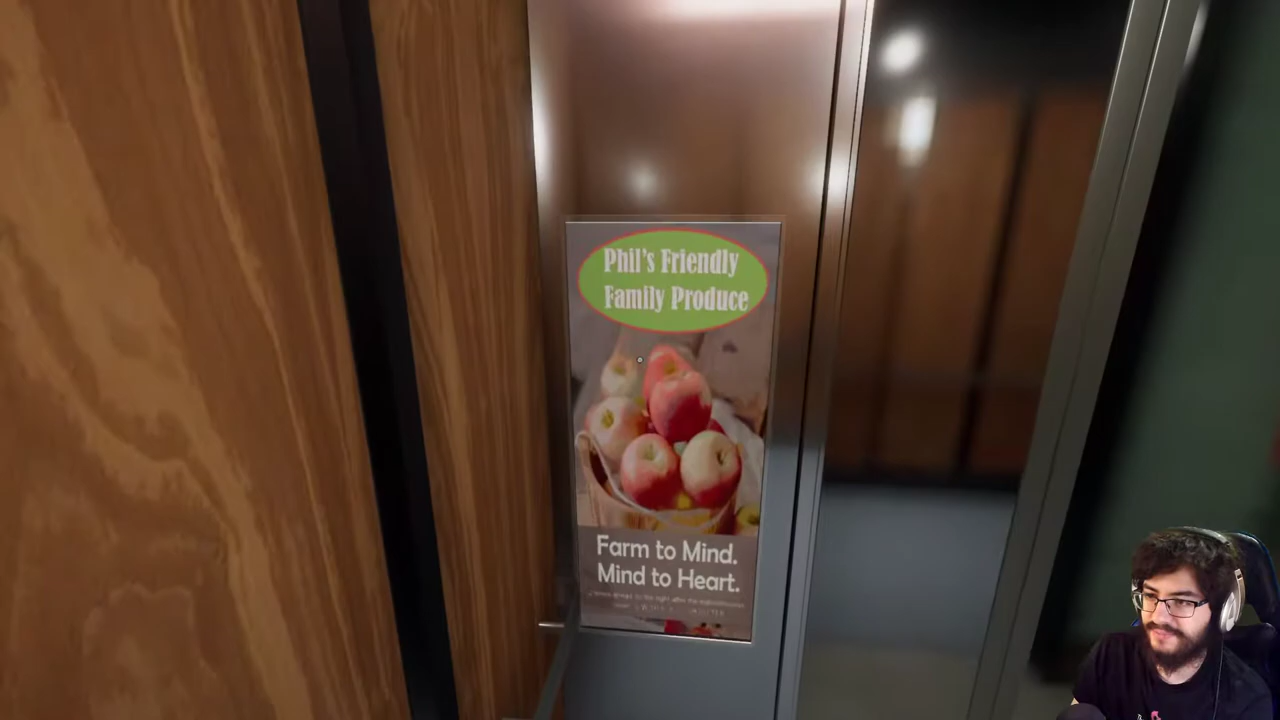 Phil's Friendly
Family Produce
Farm to Mind.
Mind to Heart.